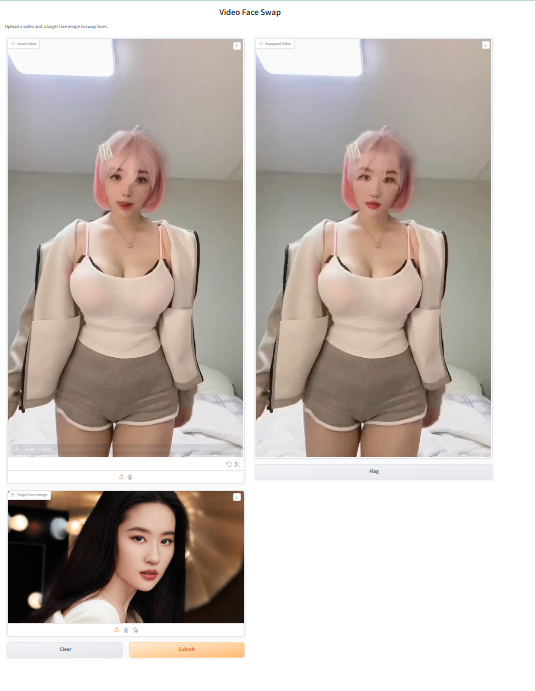 Video Face Swap
Upload a video and a target face image to swap faces.
Input Video
Swapped Video
Flag
Target Face Image
Clear
Submit